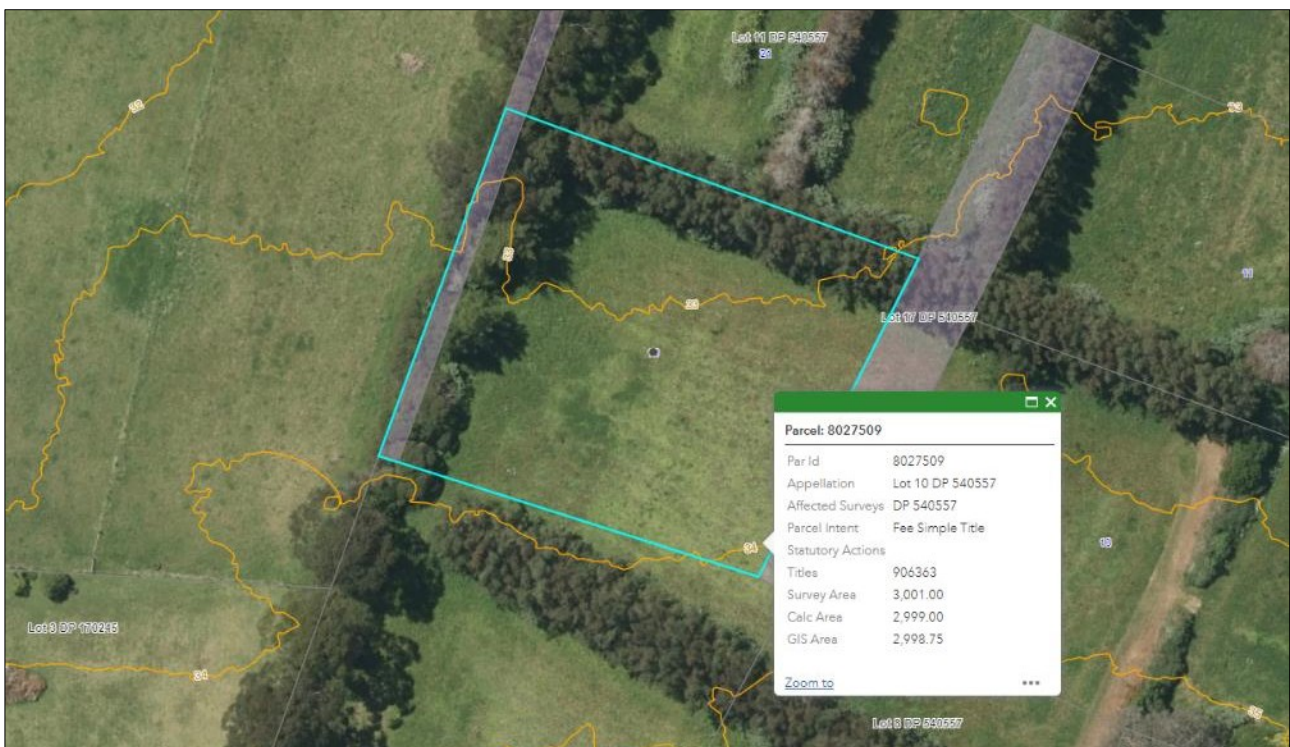 Lot 11 DP 540557
21
32
33
33
11
Lot 17 DP 540557
Parcel: 8027509
Par Id 8027509
Appellation Lot 10 DP 540557
Affected Surveys DP 540557
Parcel Intent Fee Simple Title
Statutory Actions
Titles 906363
Survey Area 3,001.00
Calc Area 2,999.00
GIS Area 2,998.75
Zoom to
34
Lot 3 DP 170245
34
Lot 8 DP 540557
35